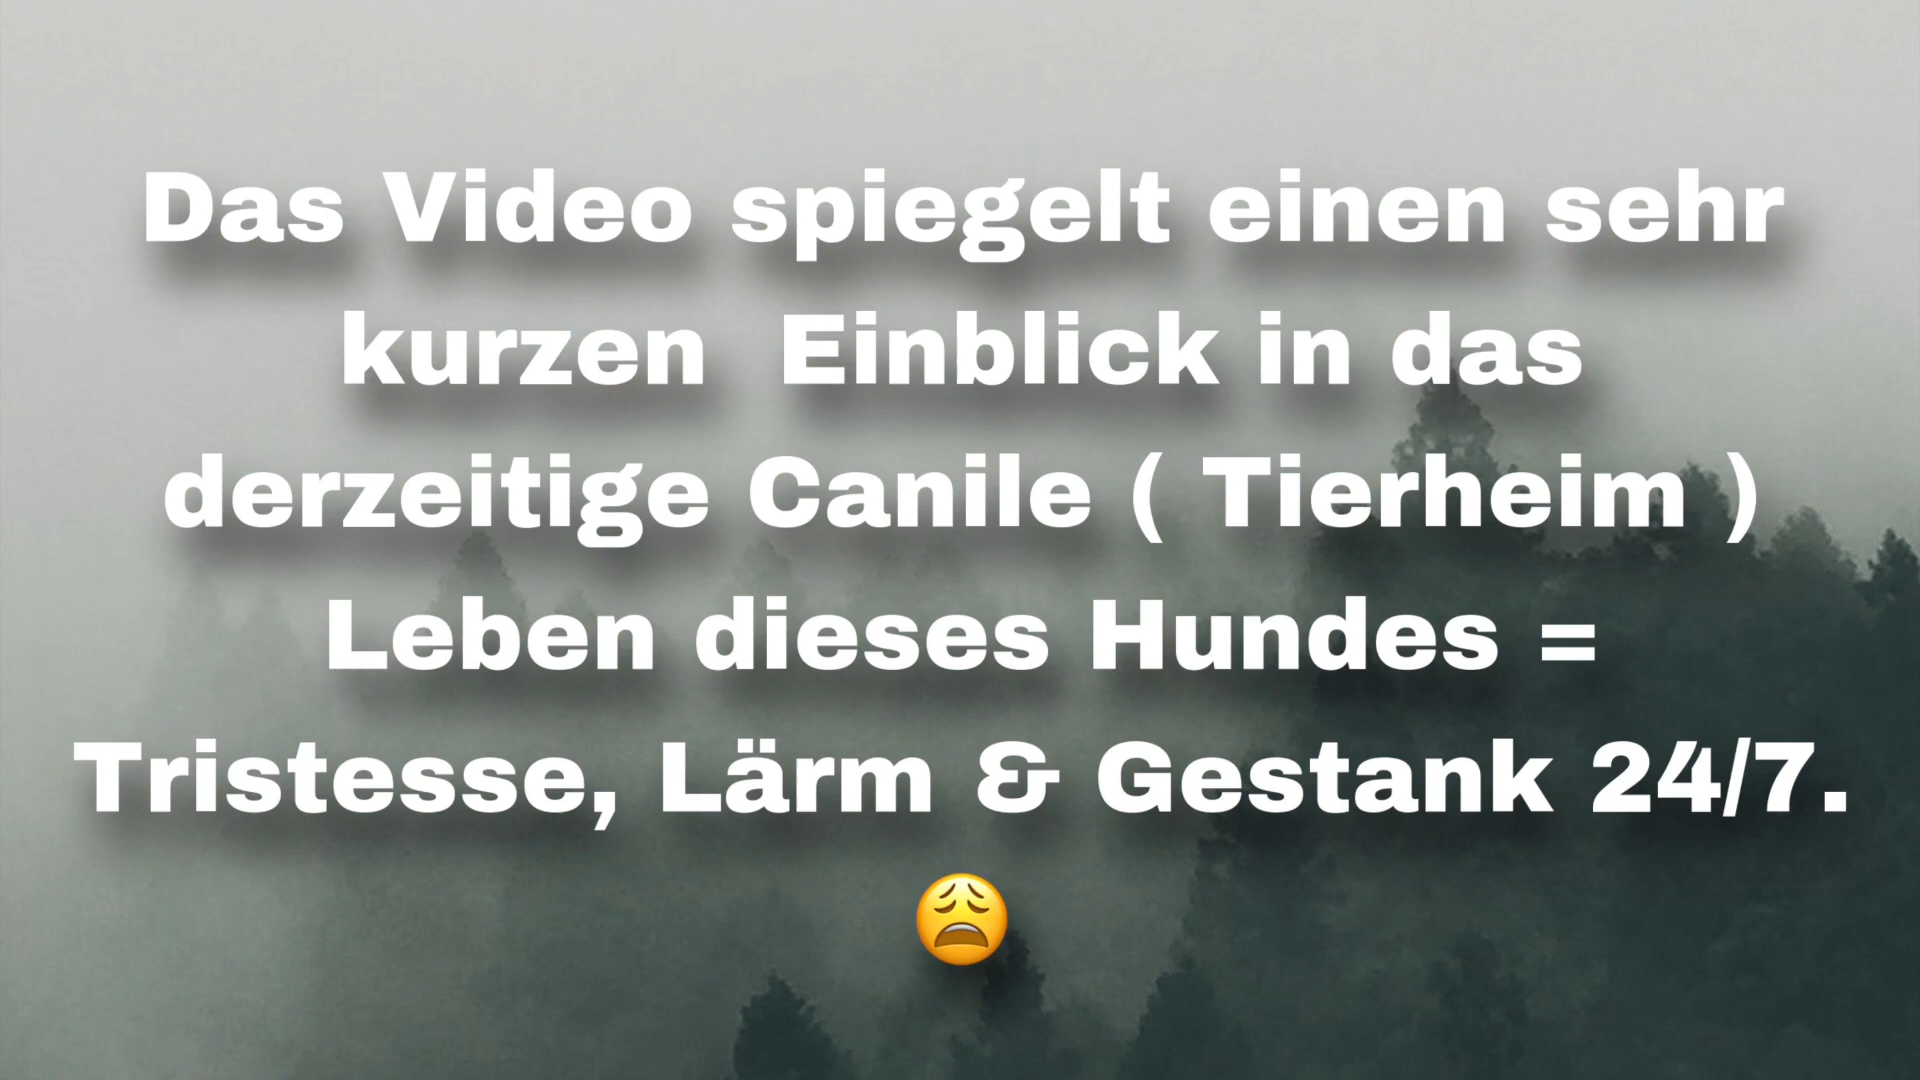 Das Video spiegelt einen sehr
kurzen  Einblick in das
derzeitige Canile ( Tierheim )
Leben dieses Hundes =
Tristesse, Lärm & Gestank 24/7.
😩